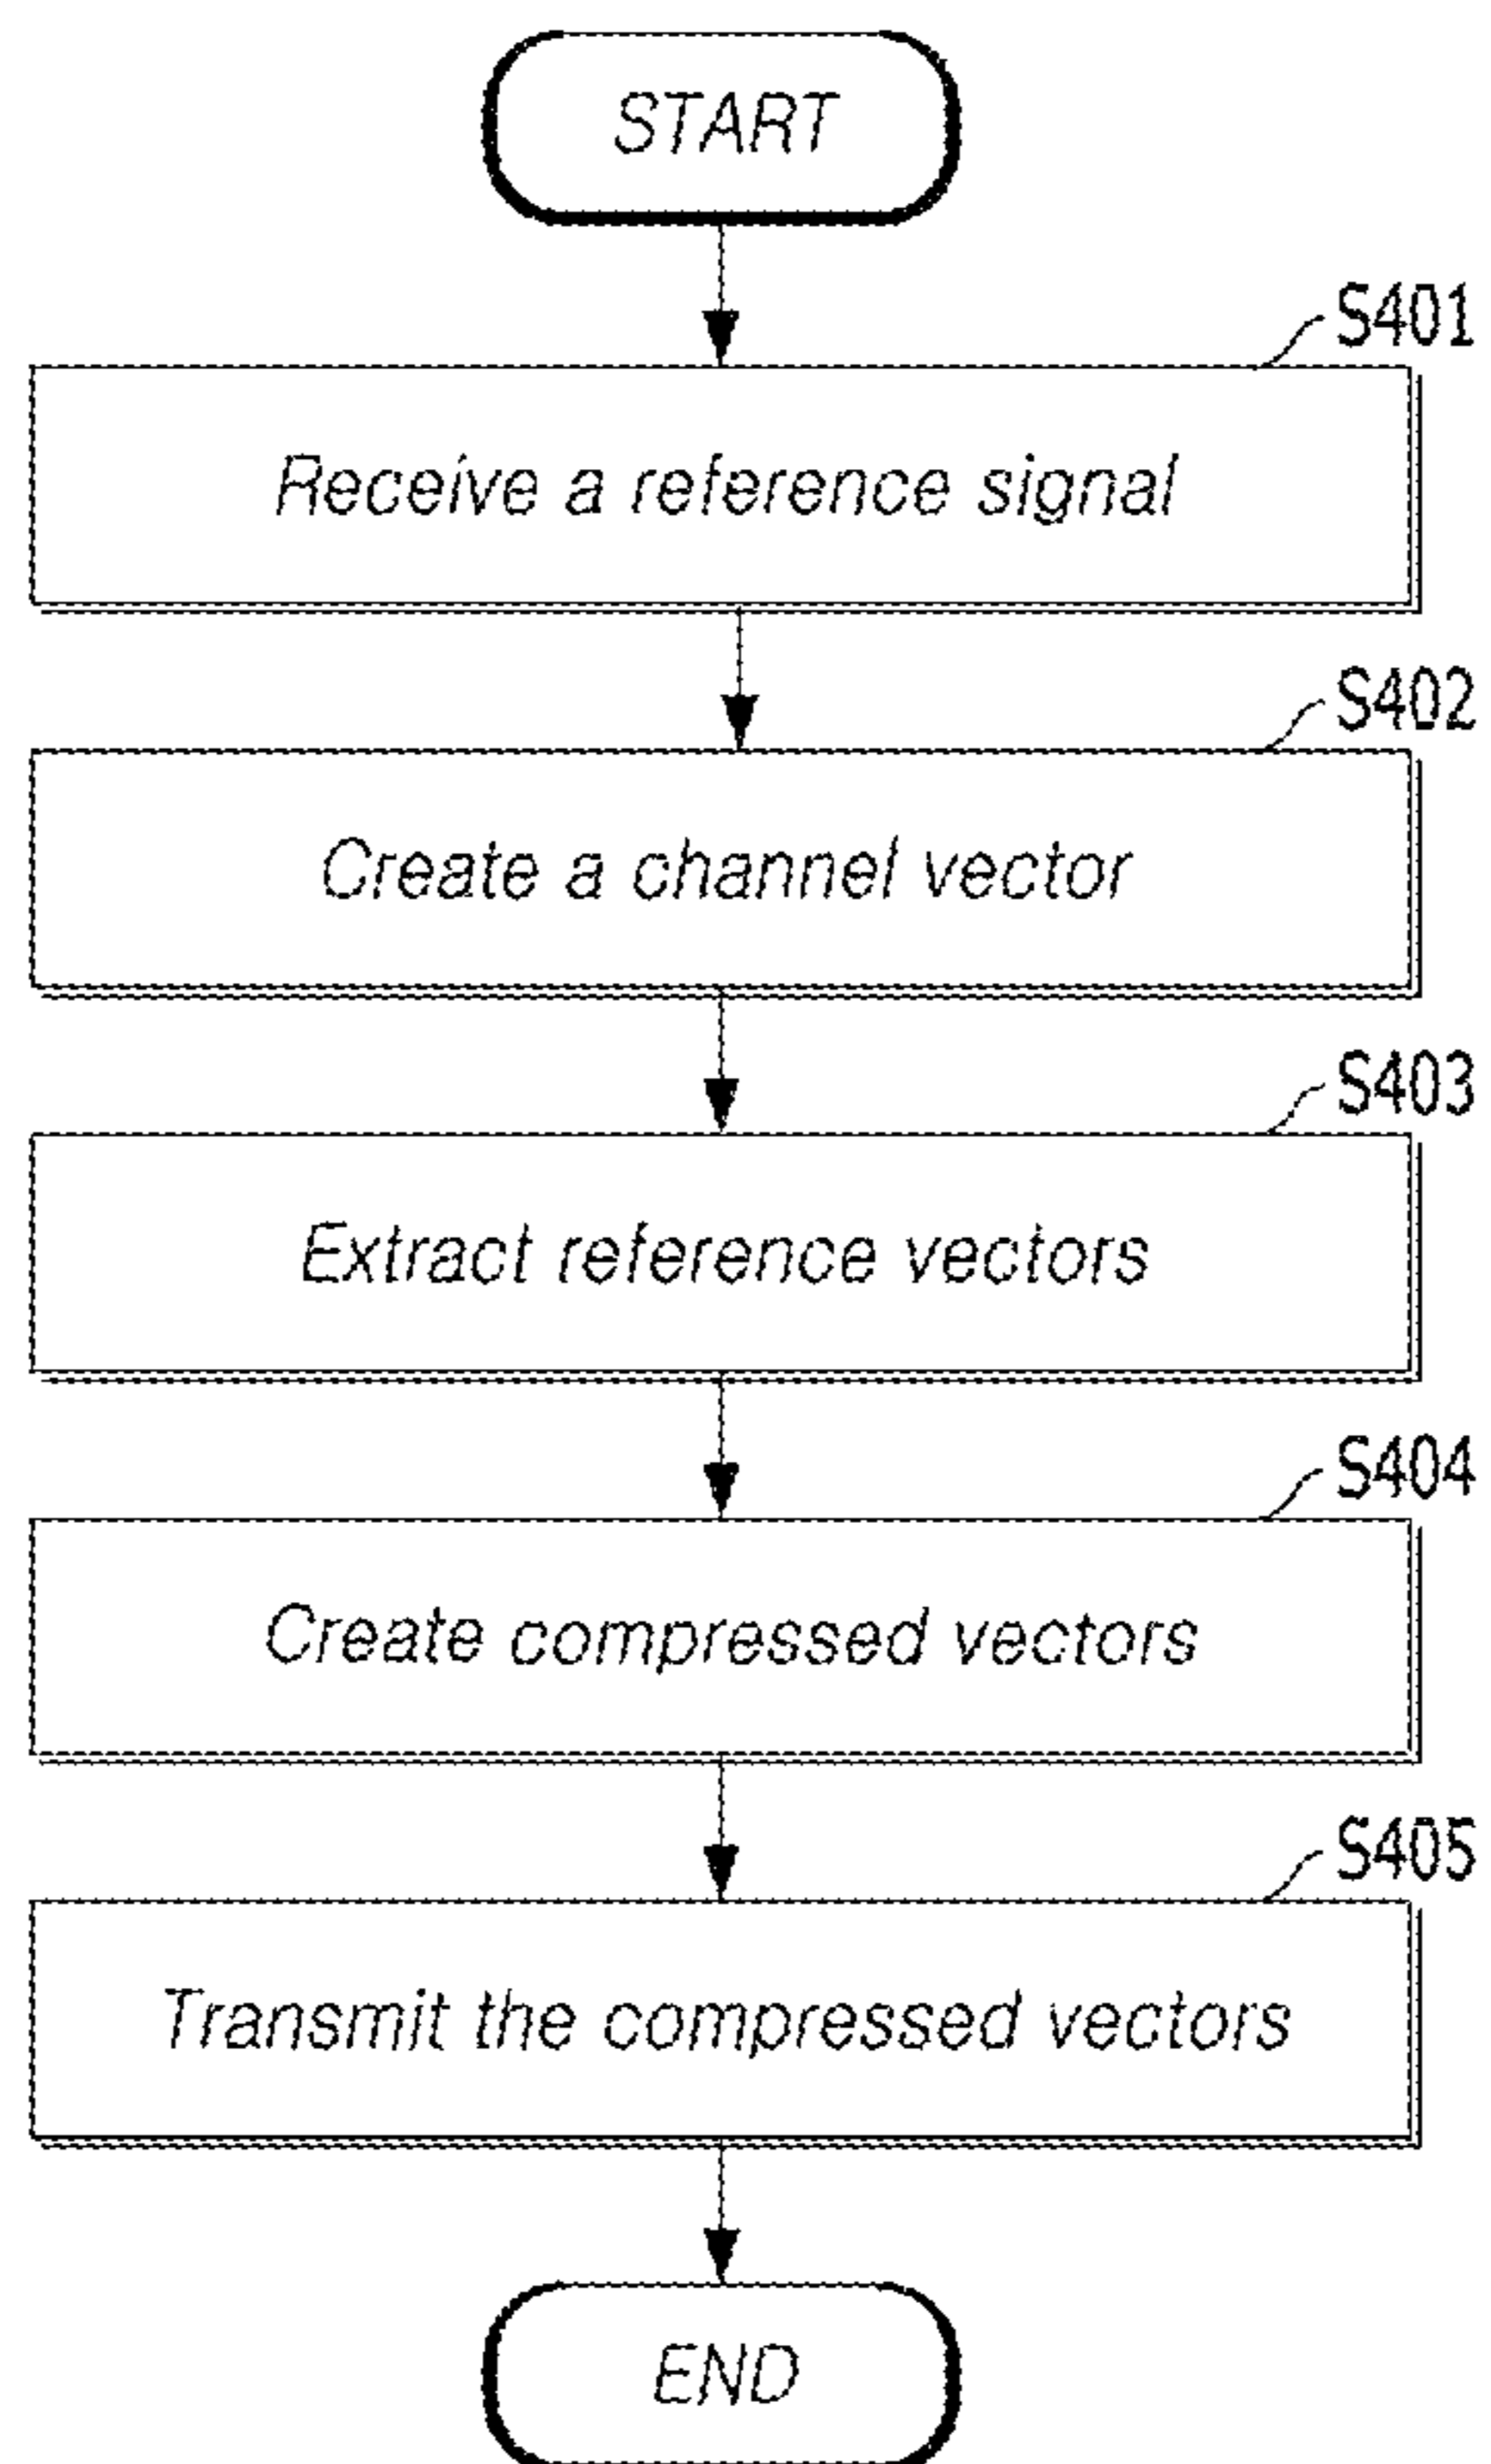 START
S401
Receive a reference signal
S402
Create a channel vector
S403
Extract reference vectors
S404
Create compressed vectors
S405
Transmit the compressed vectors
END